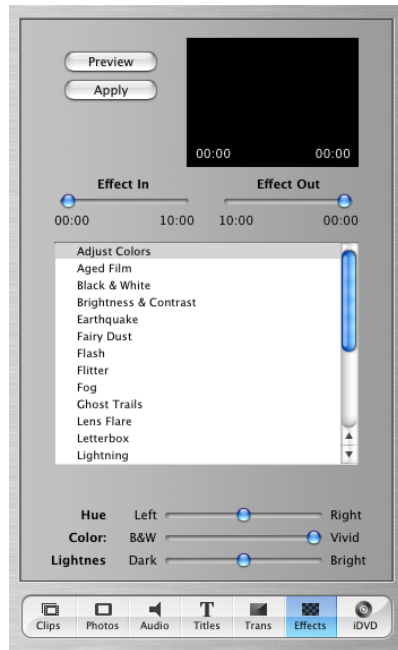 Preview
Apply
00:00 00:00
Effect In Effect Out
00:00 10:00 10:00 00:00
Adjust Colors
Aged Film
Black & White
Brightness & Contrast
Earthquake
Fairy Dust
Flash
Flitter
Fog
Ghost Trails
Lens Flare
Letterbox
Lightning
Hue Left Right
Color: B&W Vivid
Lightnes Dark Bright
Clips Photos Audio Titles Trans Effects iDVD